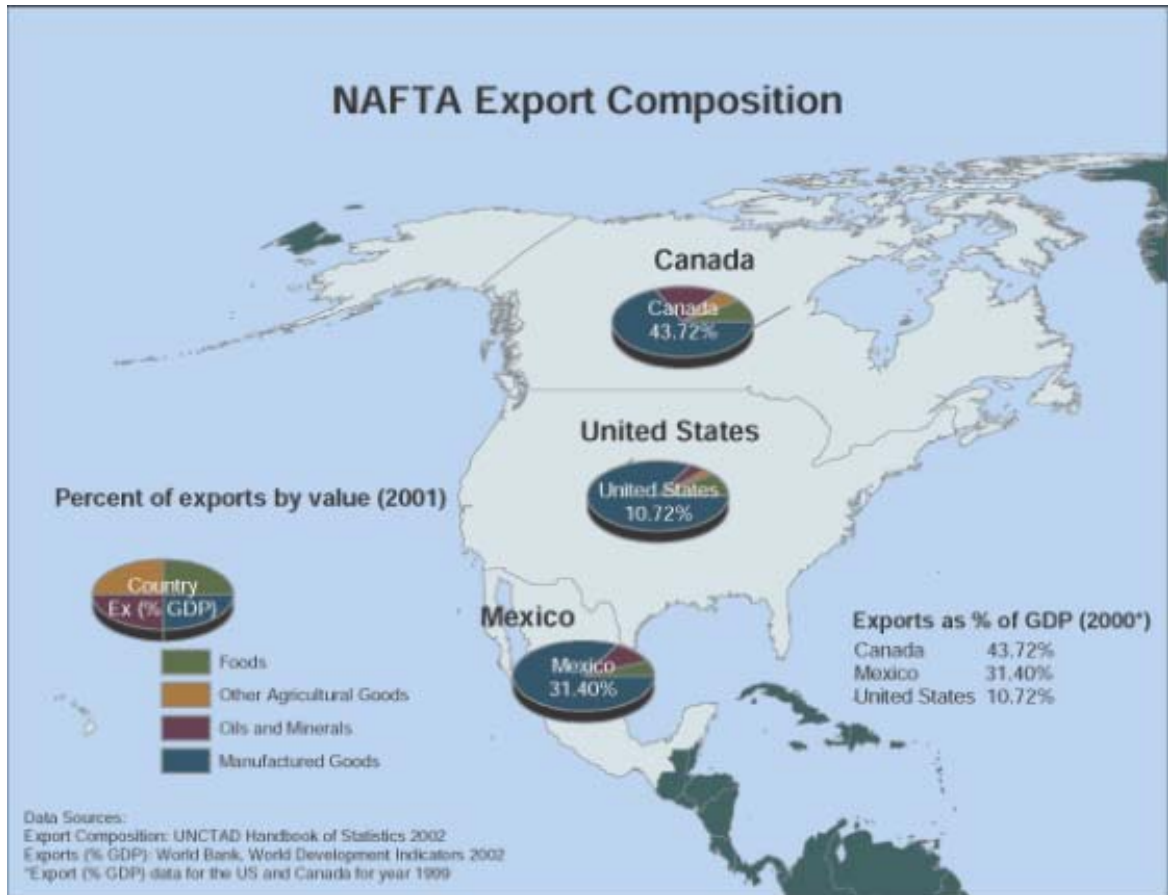 NAFTA Export Composition
Canada
Canada
43.72%
United States
United States
10.72%
Percent of exports by value (2001)
Country
Ex (% GDP)
Foods
Other Agricultural Goods
Oils and Minerals
Manufactured Goods
Mexico
Mexico
31.40%
Exports as % of GDP (2000*)
Canada 43.72%
Mexico 31.40%
United States 10.72%
Data Sources:
Export Composition: UNCTAD Handbook of Statistics 2002
Exports (% GDP): World Bank, World Development Indicators 2002
*Export (% GDP) data for the US and Canada for year 1999